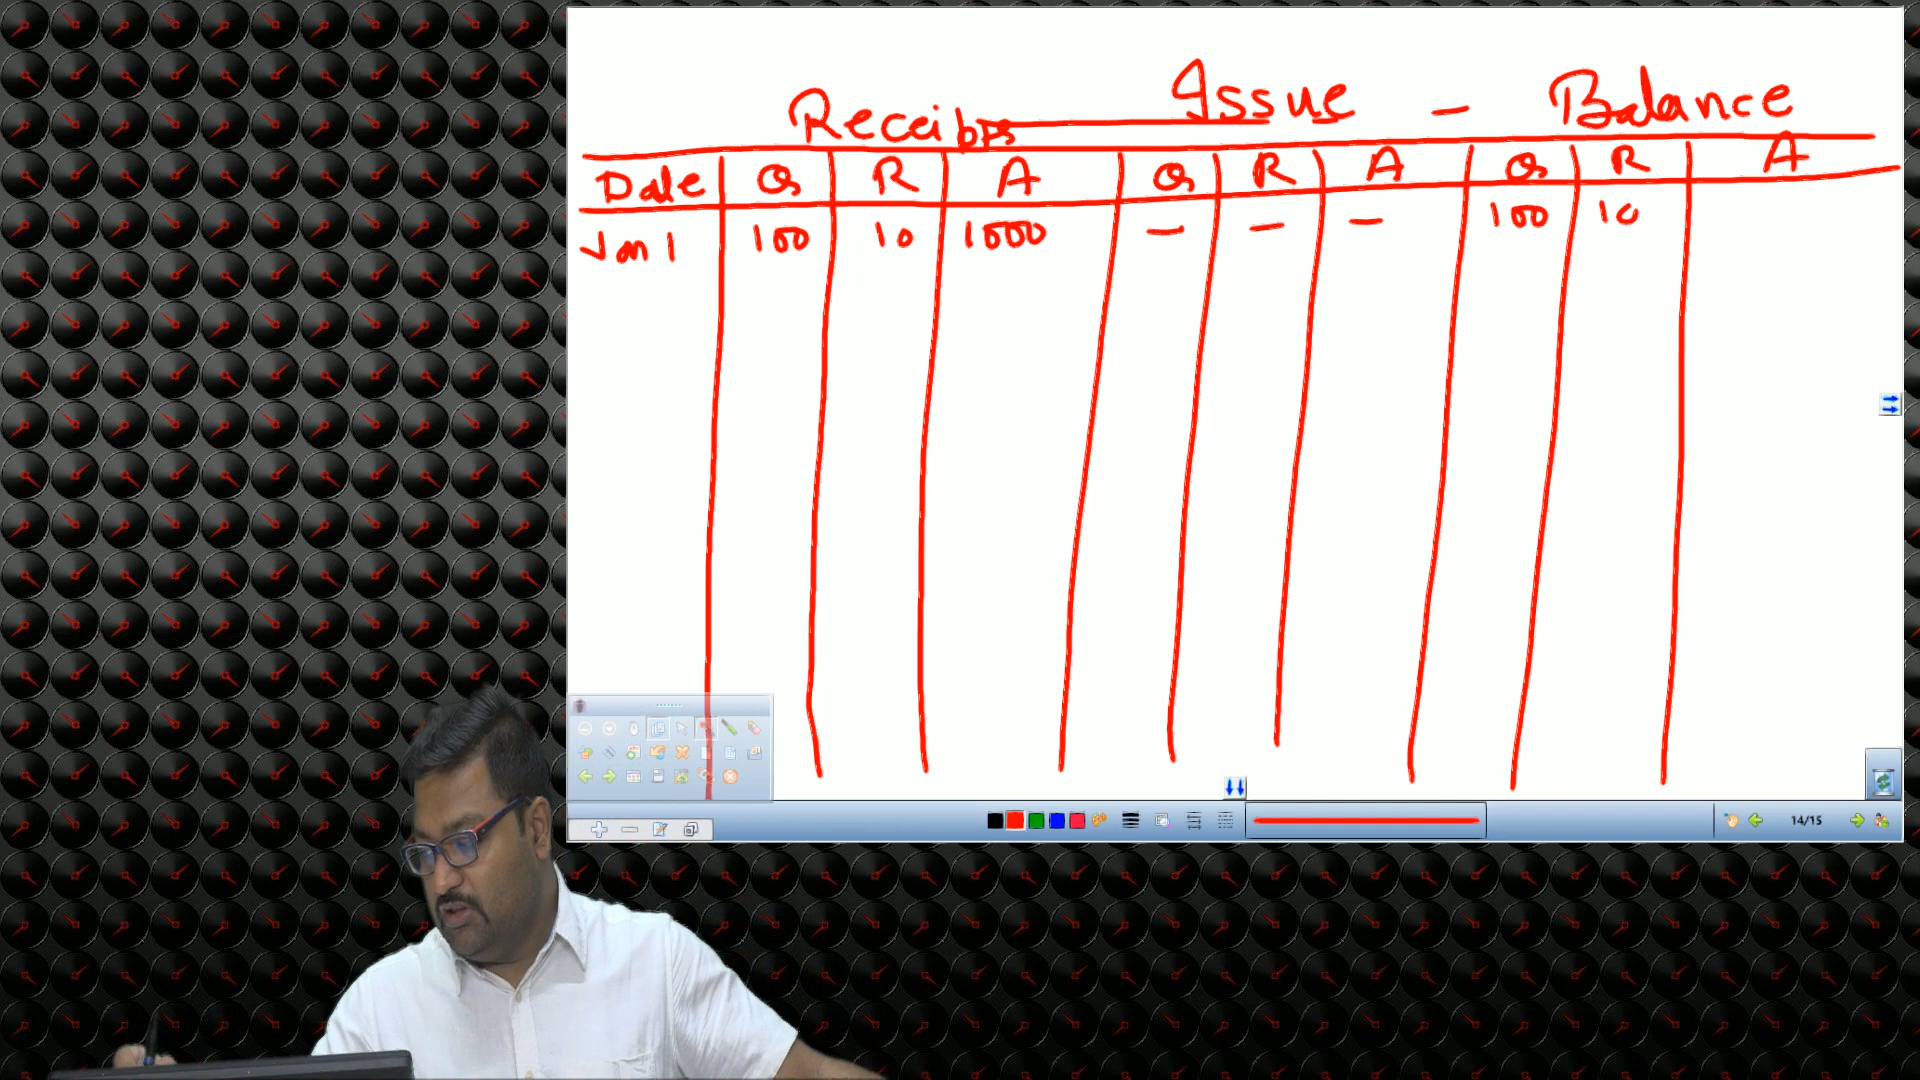 Receipts Issue - Balance
Date Q R A Q R A Q R A
Jan 1 100 10 1000 - - - 100 10
14/15